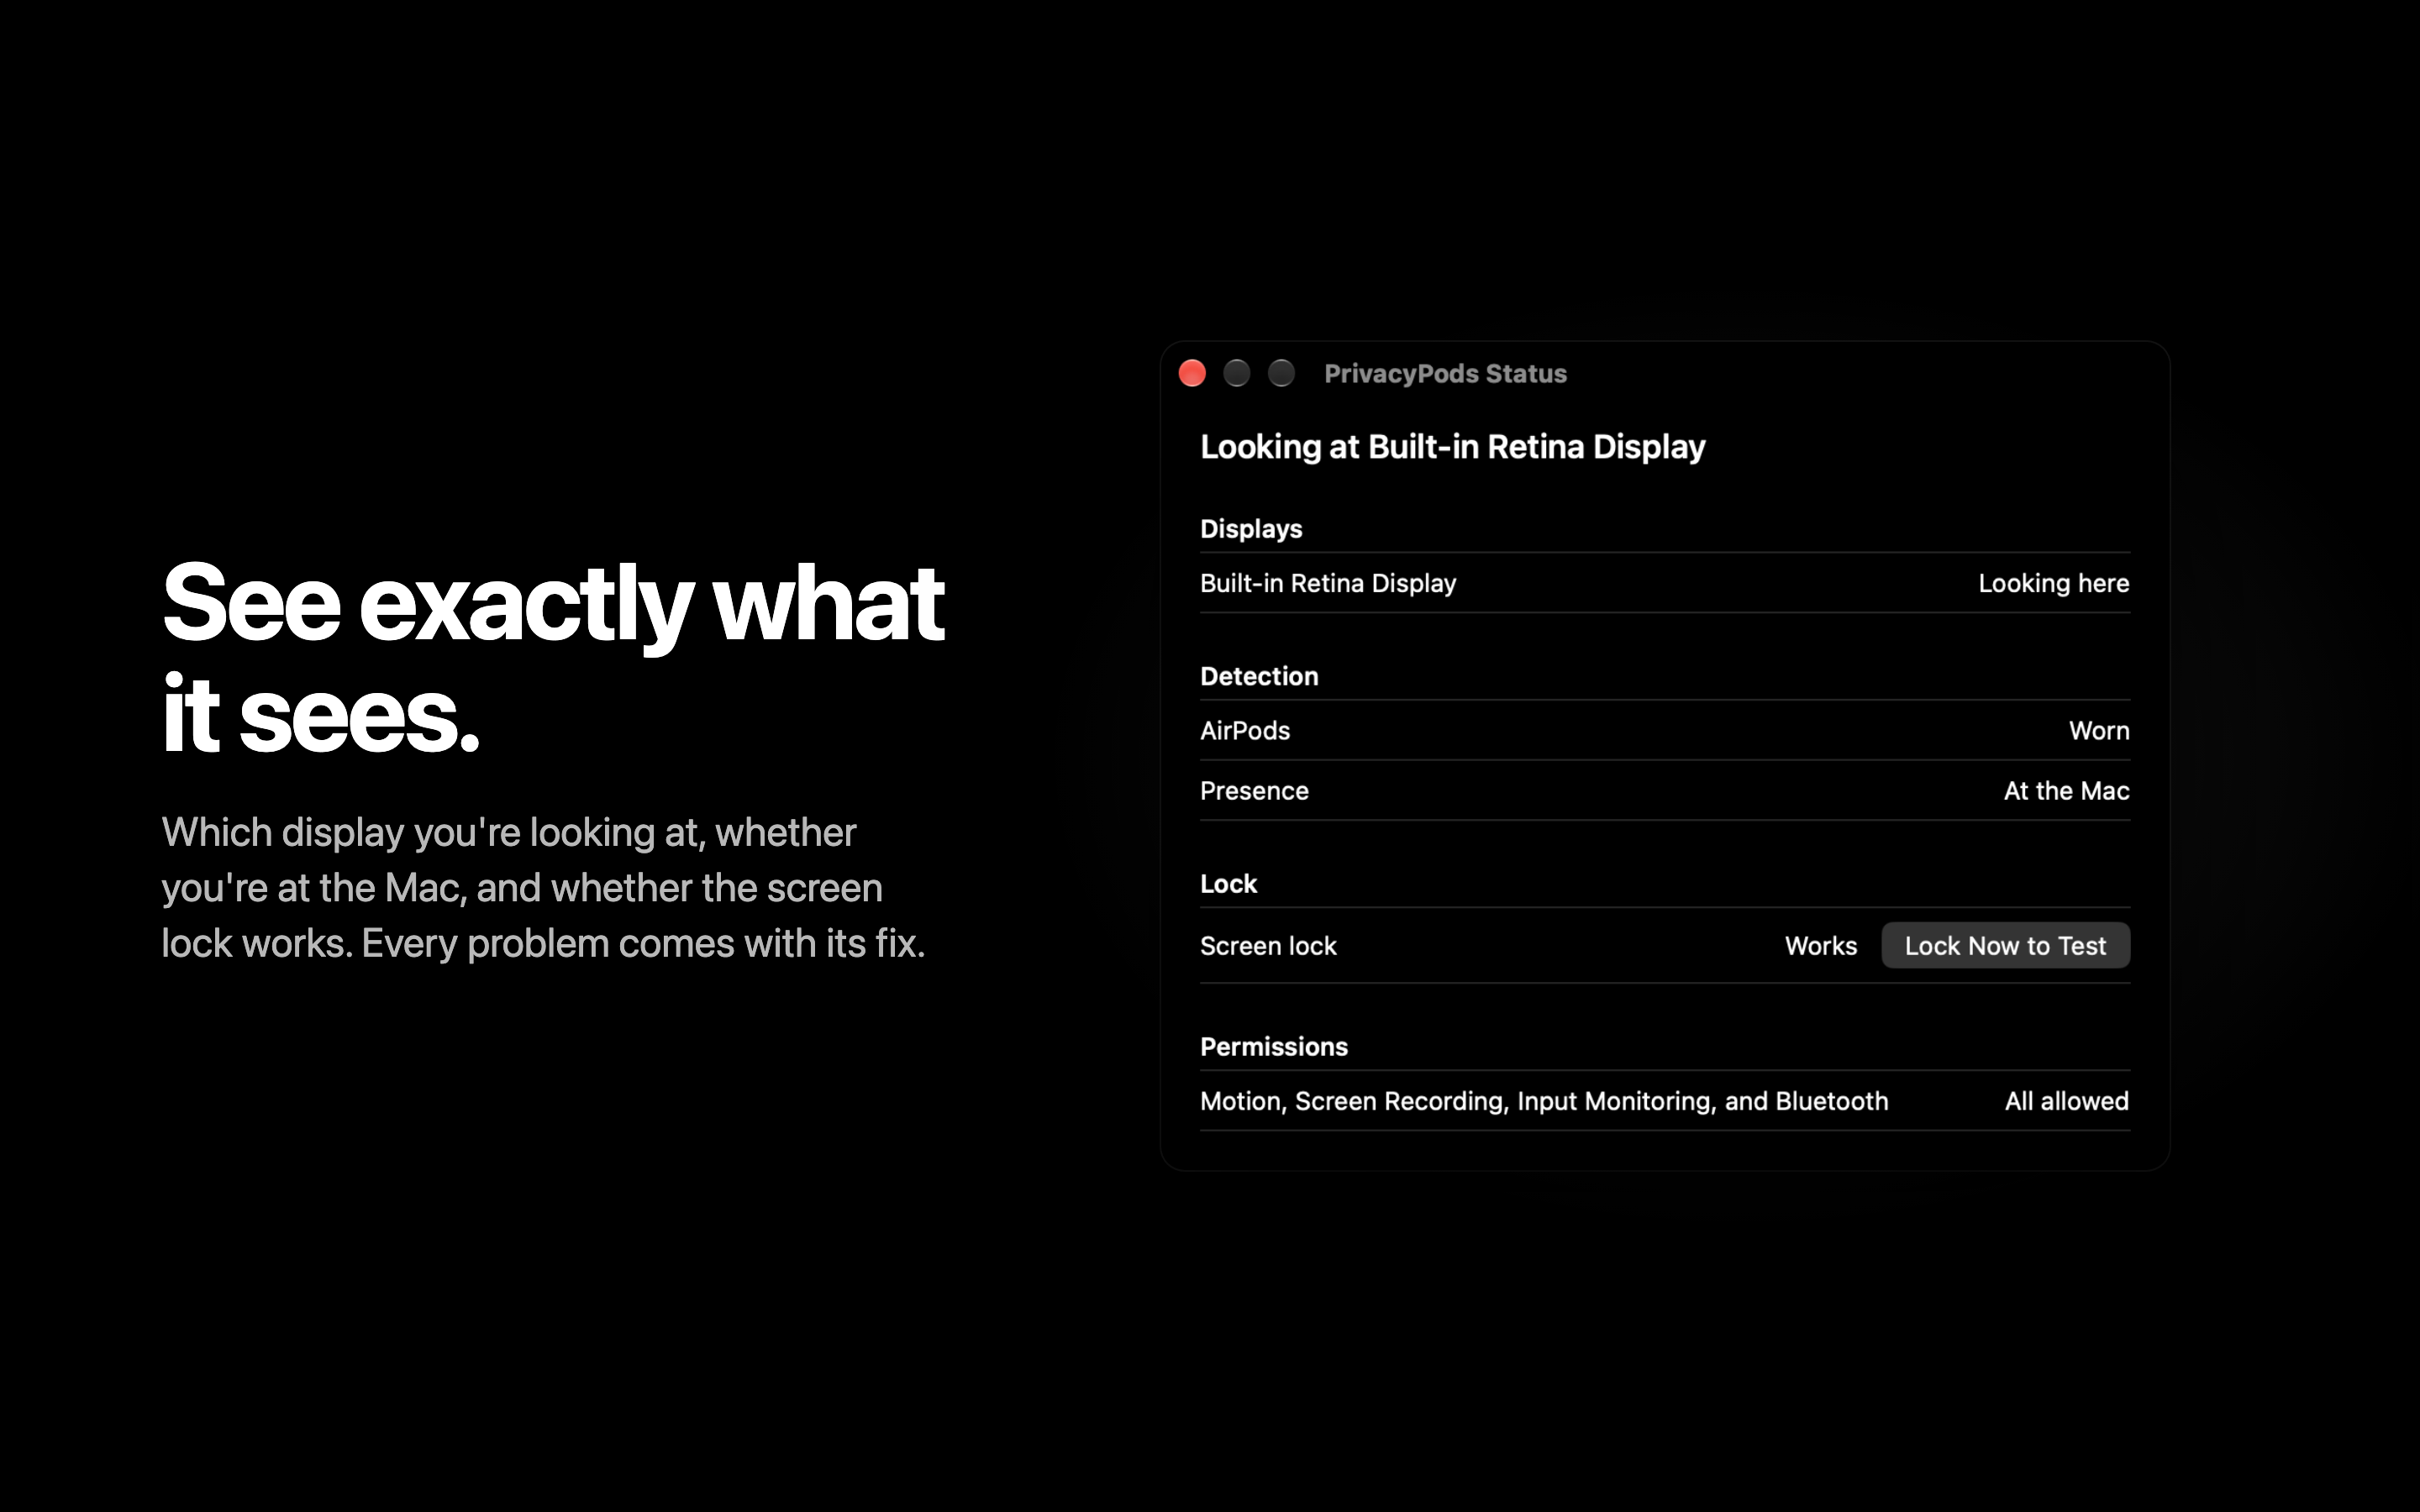 See exactly what
it sees.
Which display you're looking at, whether
you're at the Mac, and whether the screen
lock works. Every problem comes with its fix.
PrivacyPods Status
Looking at Built-in Retina Display
Displays
Built-in Retina Display Looking here
Detection
AirPods Worn
Presence At the Mac
Lock
Screen lock Works Lock Now to Test
Permissions
Motion, Screen Recording, Input Monitoring, and Bluetooth All allowed